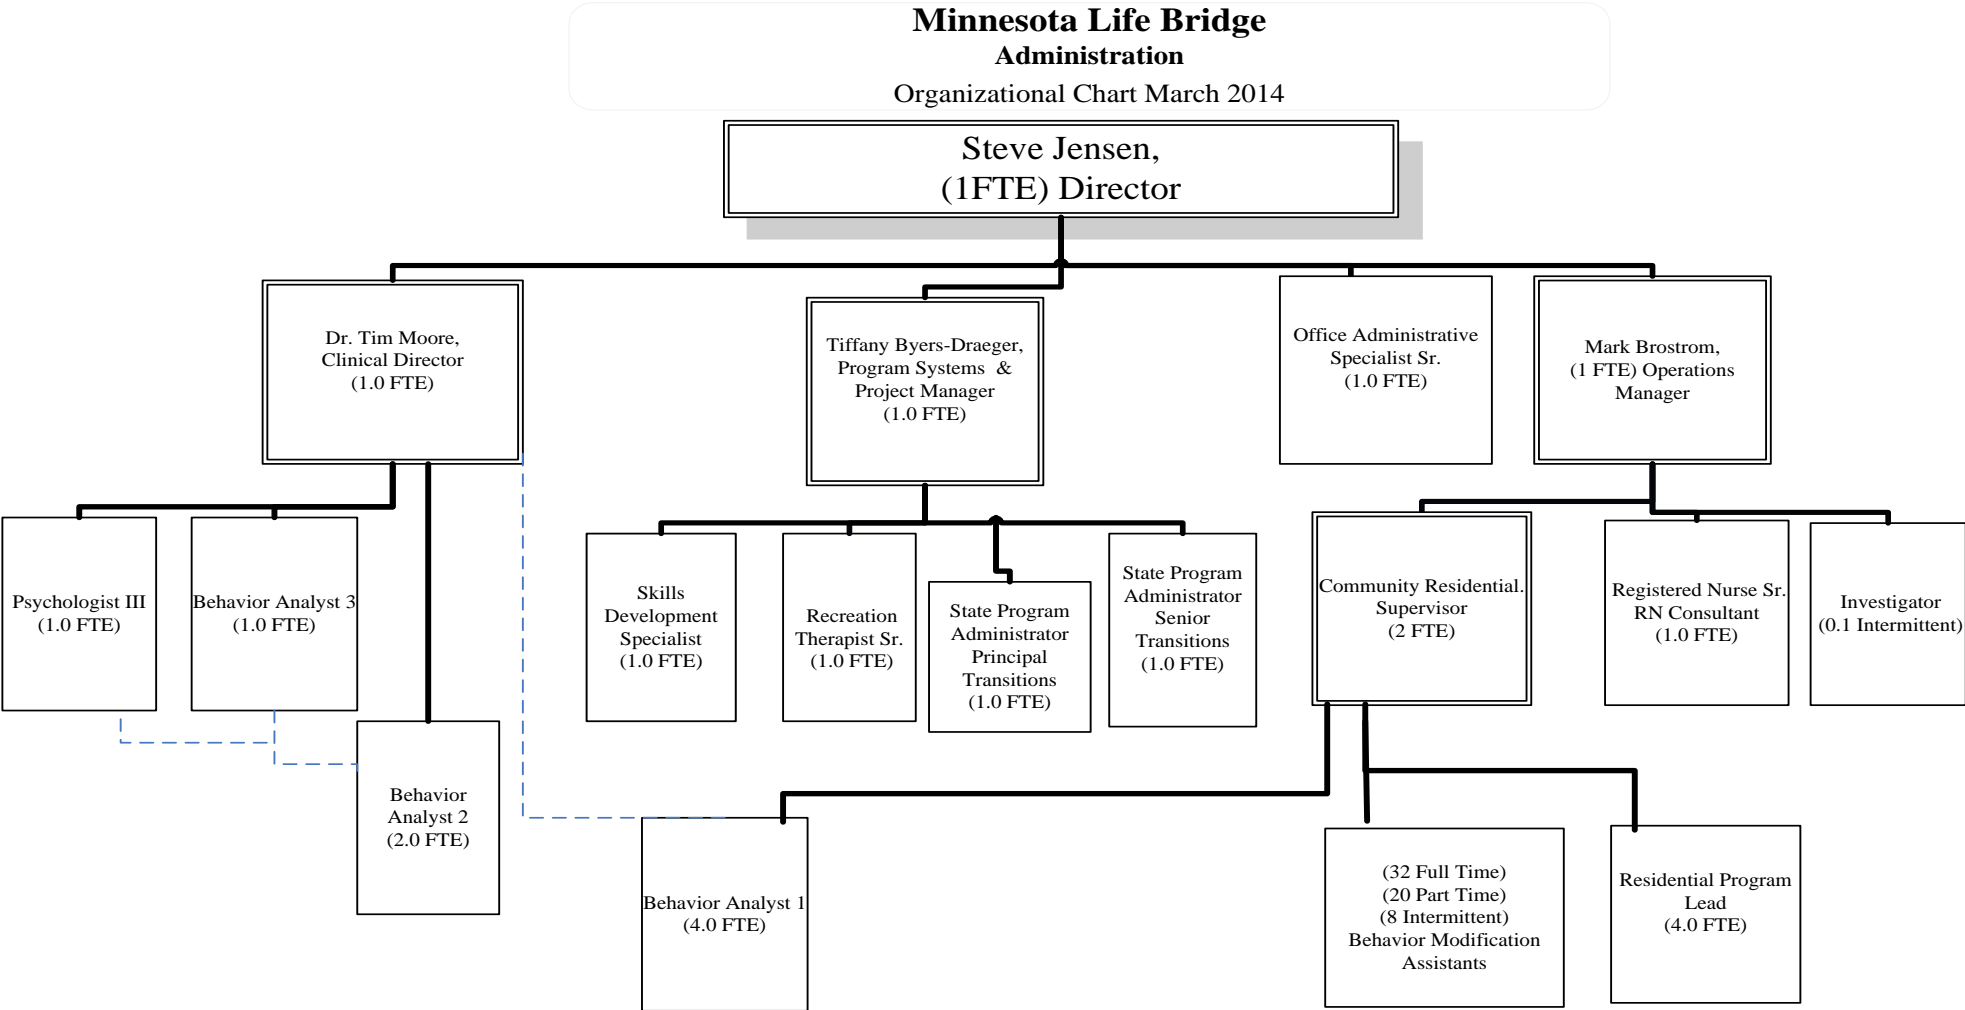 Minnesota Life Bridge
Administration
Organizational Chart March 2014
Steve Jensen,
(1FTE) Director
Dr. Tim Moore,
Clinical Director
(1.0 FTE)
Tiffany Byers-Draeger,
Program Systems &
Project Manager
(1.0 FTE)
Office Administrative
Specialist Sr.
(1.0 FTE)
Mark Brostrom,
(1 FTE) Operations
Manager
Psychologist III
(1.0 FTE)
Behavior Analyst 3
(1.0 FTE)
Skills
Development
Specialist
(1.0 FTE)
Recreation
Therapist Sr.
(1.0 FTE)
State Program
Administrator
Principal
Transitions
(1.0 FTE)
State Program
Administrator
Senior
Transitions
(1.0 FTE)
Community Residential.
Supervisor
(2 FTE)
Registered Nurse Sr.
RN Consultant
(1.0 FTE)
Investigator
(0.1 Intermittent)
Behavior
Analyst 2
(2.0 FTE)
Behavior Analyst 1
(4.0 FTE)
(32 Full Time)
(20 Part Time)
(8 Intermittent)
Behavior Modification
Assistants
Residential Program
Lead
(4.0 FTE)